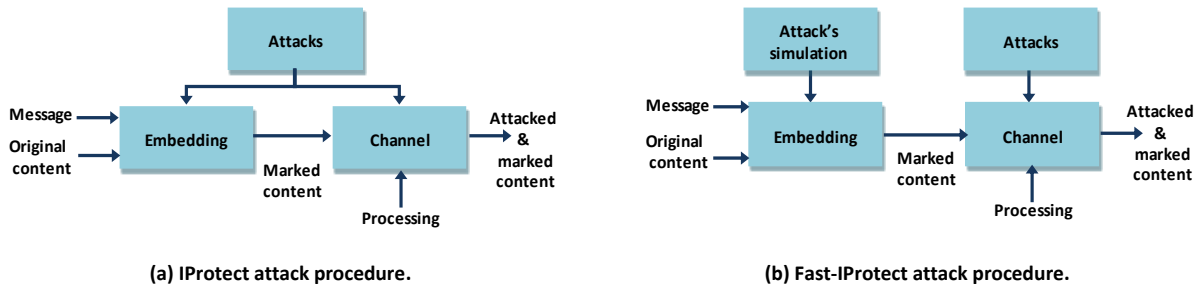 Attacks
Message
Original
content
Embedding
Marked
content
Channel
Processing
Attacked
&
marked
content
(a) IProtect attack procedure.
Attack's
simulation
Attacks
Message
Original
content
Embedding
Marked
content
Channel
Processing
Attacked
&
marked
content
(b) Fast-IProtect attack procedure.